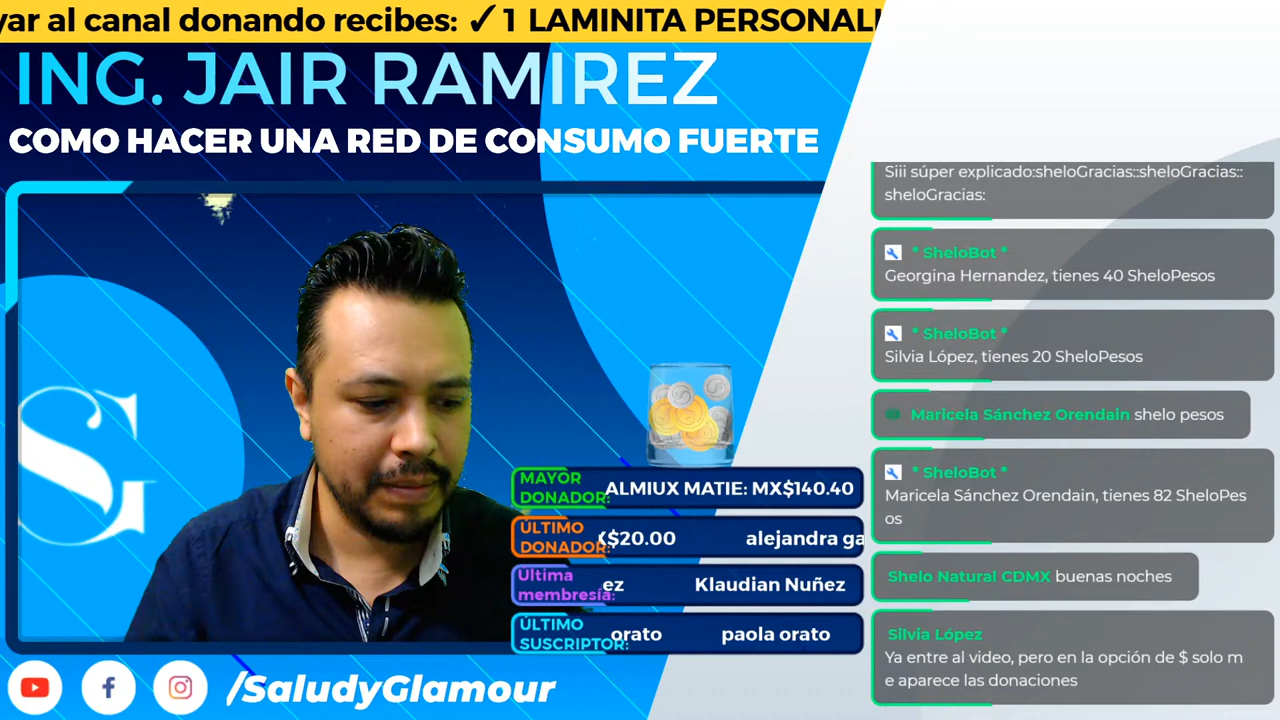 yar al canal donando recibes: ✓1 LAMINITA PERSONALI
ING. JAIR RAMIREZ
COMO HACER UNA RED DE CONSUMO FUERTE
S
MAYOR
DONADOR:
ALMIUX MATIE: MX$140.40
ÚLTIMO
DONADOR:
$20.00 alejandra ga
Ultima
membresía:
ez Klaudian Nuñez
ÚLTIMO
SUSCRIPTOR:
orato paola orato
/SaludyGlamour
Siii súper explicado:sheloGracias::sheloGracias::
sheloGracias:
* SheloBot *
Georgina Hernandez, tienes 40 SheloPesos
* SheloBot *
Silvia López, tienes 20 SheloPesos
Maricela Sánchez Orendain shelo pesos
* SheloBot *
Maricela Sánchez Orendain, tienes 82 SheloPes
os
Shelo Natural CDMX buenas noches
Silvia López
Ya entre al video, pero en la opción de $ solo m
e aparece las donaciones